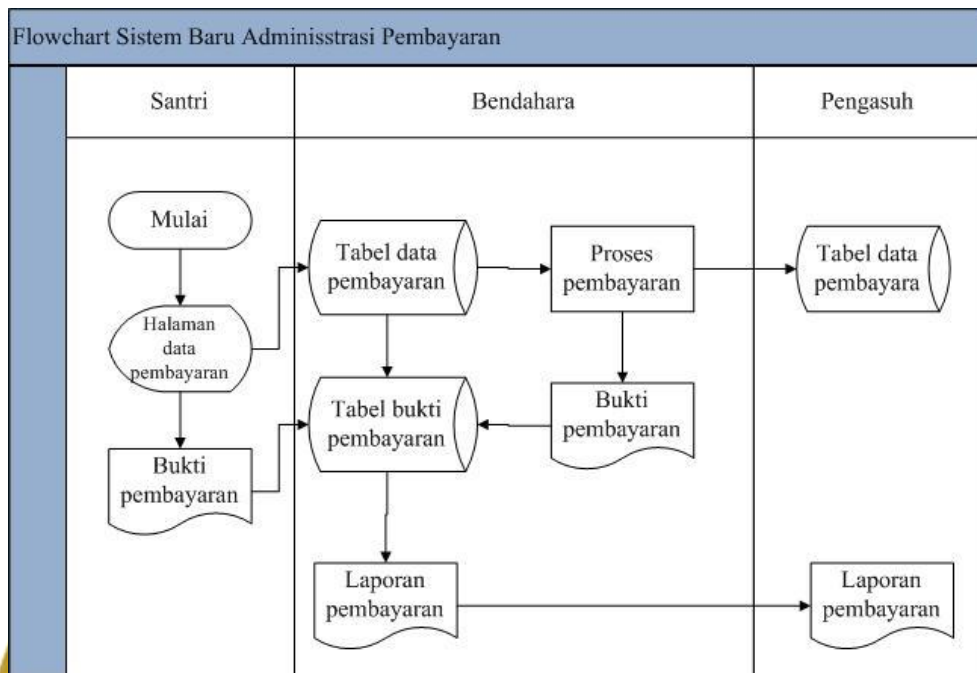 Flowchart Sistem Baru Adminisstrasi Pembayaran
Santri
Bendahara
Pengasuh
Mulai
Halaman
data
pembayaran
Bukti
pembayaran
Tabel data
pembayaran
Proses
pembayaran
Tabel bukti
pembayaran
Bukti
pembayaran
Laporan
pembayaran
Tabel data
pembayara
Laporan
pembayaran